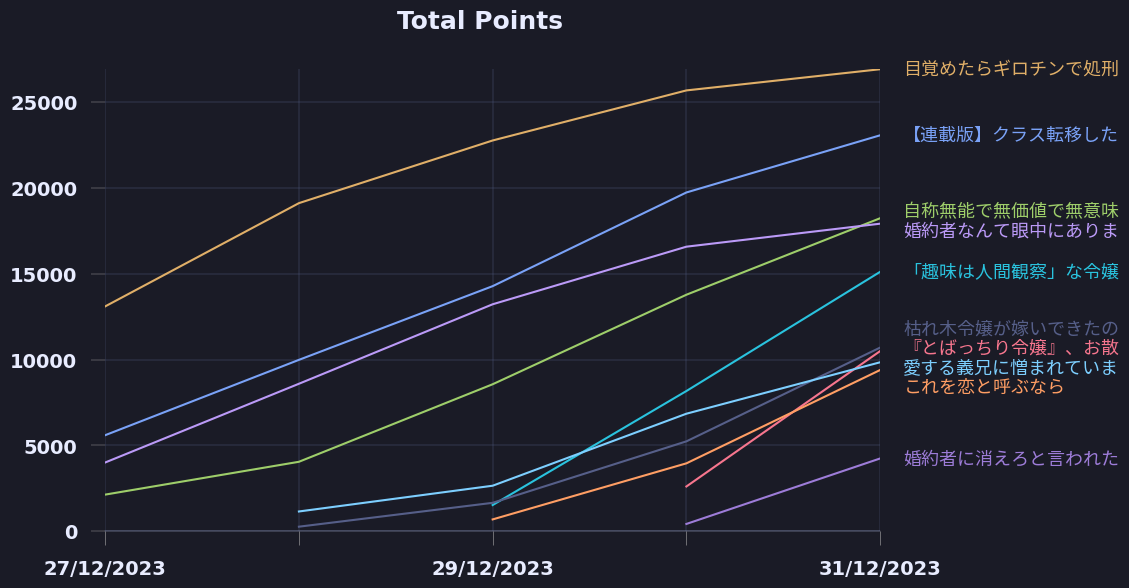 Total Points
25000
20000
15000
10000
5000
0
27/12/2023
29/12/2023
31/12/2023
目覚めたらギロチンで処刑
【連載版】クラス転移した
自称無能で無価値で無意味
婚約者なんて眼中にありま
「趣味は人間観察」な令嬢
枯れ木令嬢が嫁いできたの
『とばっちり令嬢』、お散
愛する義兄に憎まれていま
これを恋と呼ぶなら
婚約者に消えろと言われた